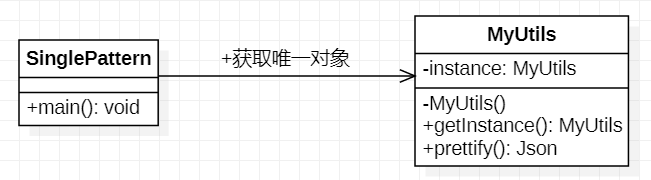 SinglePattern
+main(): void
+获取唯一对象
MyUtils
-instance: MyUtils
-MyUtils()
+getInstance(): MyUtils
+prettify(): Json